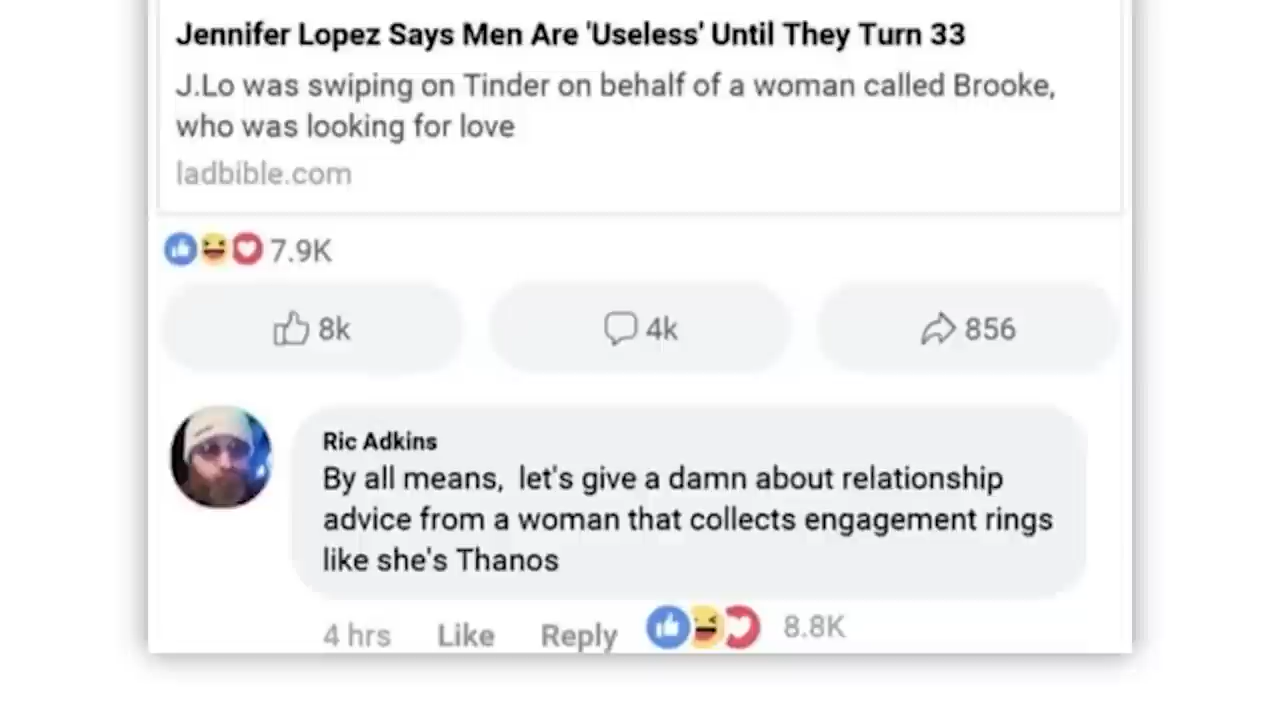 Jennifer Lopez Says Men Are 'Useless' Until They Turn 33
J.Lo was swiping on Tinder on behalf of a woman called Brooke,
who was looking for love
ladbible.com
7.9K
8k 4k 856
Ric Adkins
By all means, let's give a damn about relationship
advice from a woman that collects engagement rings
like she's Thanos
4 hrs Like Reply 8.8K